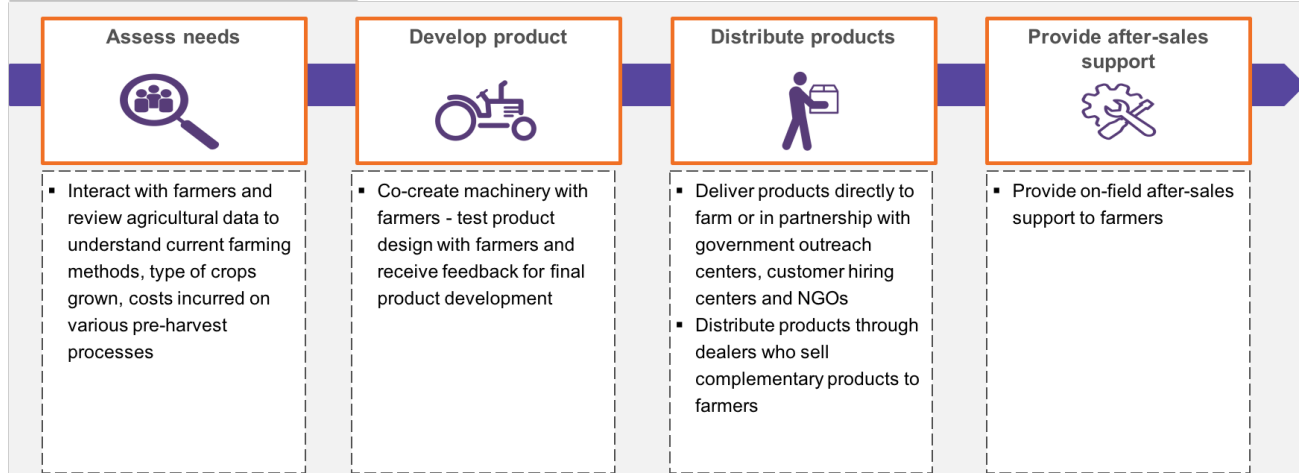 Assess needs
Develop product
Distribute products
Provide after-sales
support
▪ Interact with farmers and
review agricultural data to
understand current farming
methods, type of crops
grown, costs incurred on
various pre-harvest
processes
▪ Co-create machinery with
farmers - test product
design with farmers and
receive feedback for final
product development
▪ Deliver products directly to
farm or in partnership with
government outreach
centers, customer hiring
centers and NGOs
▪ Distribute products through
dealers who sell
complementary products to
farmers
▪ Provide on-field after-sales
support to farmers